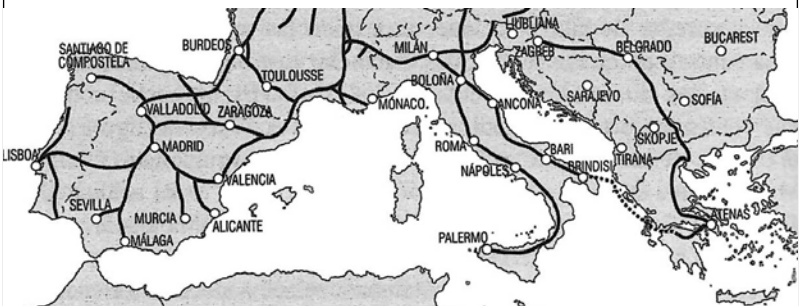 LJUBLJANA
BURDEOS
MILÁN
ZAGREB
BUCAREST
SANTIAGO DE
COMPOSTELA
BELGRADO
TOULOUSSE
BOLOÑA
VALLADOLID
ZARAGOZA
MÓNACO
ANCONA
SARAJEVO
SOFÍA
MADRID
ROMA
BARI
SKOPJE
TIRANA
LISBOA
VALENCIA
NÁPOLES
BRINDISI
SEVILLA
MURCIA
ALICANTE
ATENAS
MÁLAGA
PALERMO